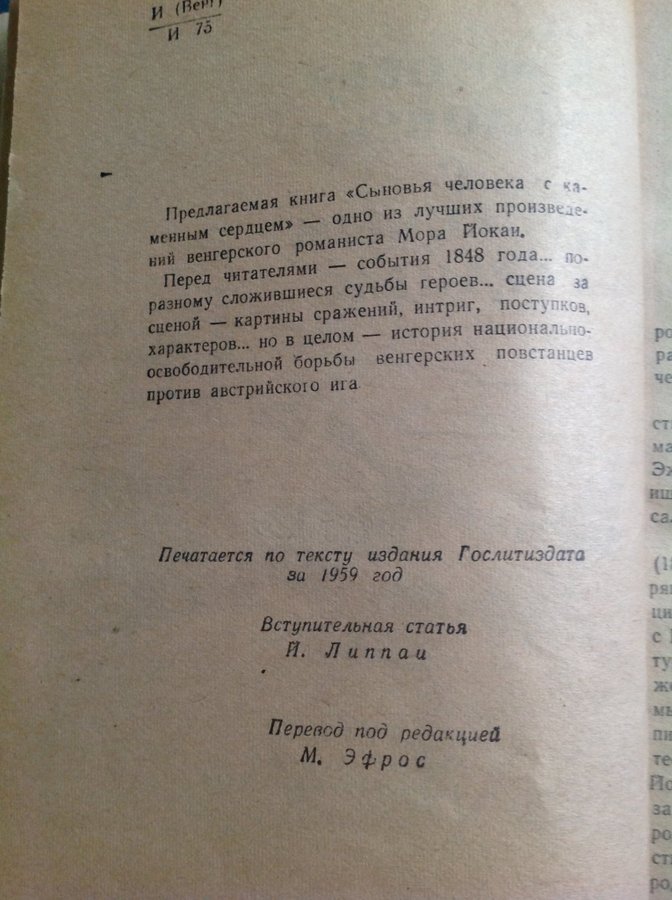 И (Венг)
И 75
Предлагаемая книга «Сыновья человека с ка-
менным сердцем» — одно из лучших произведе-
ний венгерского романиста Мора Йокаи.
Перед читателями — события 1848 года... по-
разному сложившиеся судьбы героев... сцена за
сценой — картины сражений, интриг, поступков,
характеров... но в целом — история национально-
освободительной борьбы венгерских повстанцев
против австрийского ига
Печатается по тексту издания Гослитиздата
за 1959 год
Вступительная статья
Й. Липпаи
Перевод под редакцией
М. Эфрос